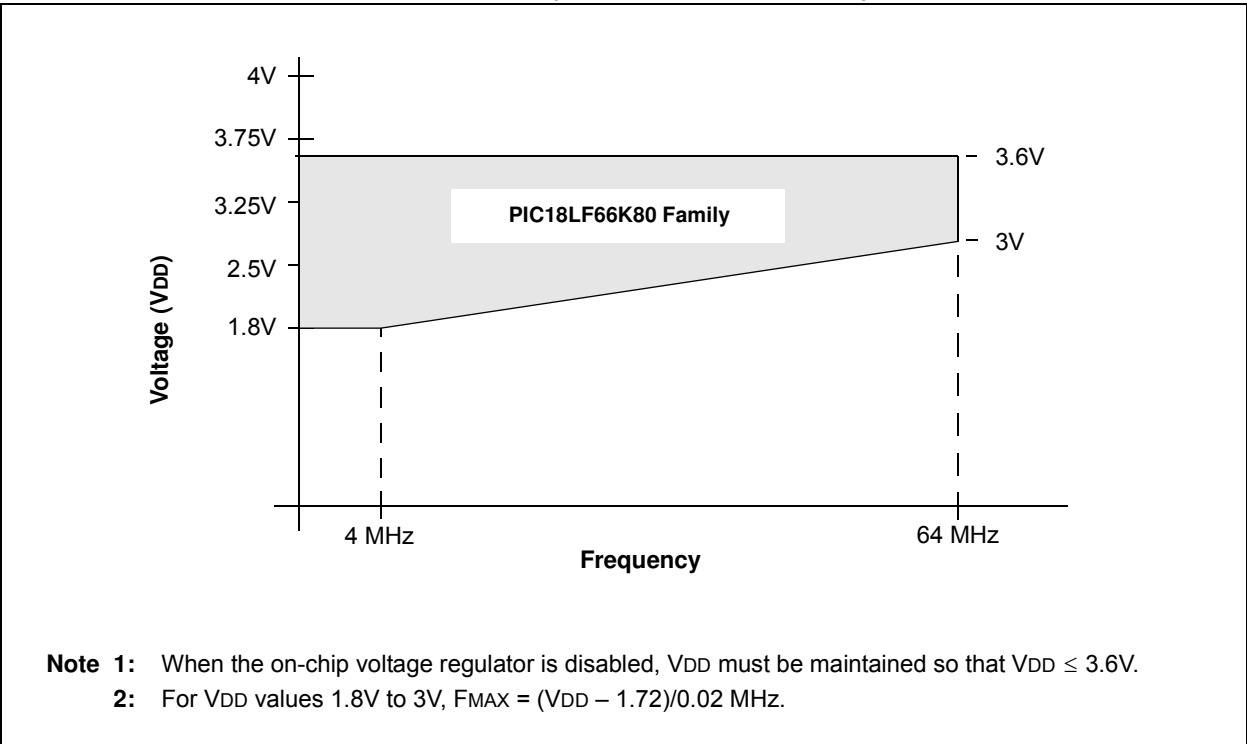 4V
3.75V
3.6V
3.25V
PIC18LF66K80 Family
3V
2.5V
1.8V
Voltage (VDD)
4 MHz
64 MHz
Frequency
Note 1: When the on-chip voltage regulator is disabled, VDD must be maintained so that VDD ≤ 3.6V.
2: For VDD values 1.8V to 3V, FMAX = (VDD – 1.72)/0.02 MHz.